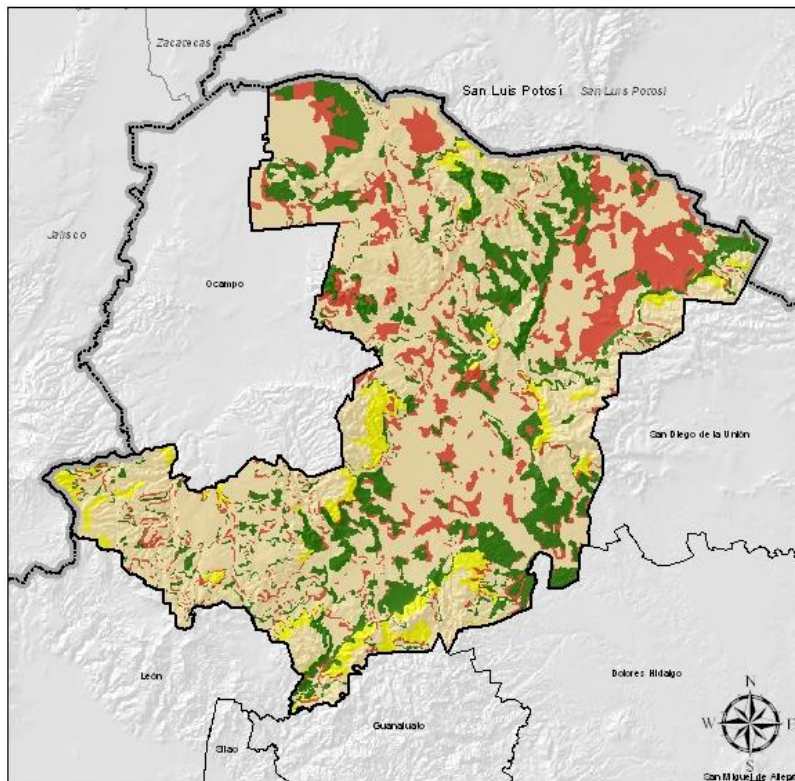 Zacatecas
San Luis Potosí San Luis Potosí
Jalisco
Ocampo
San Diego de la Unión
León
Dolores Hidalgo
Guanajuato
Silao
N
W E
S
San Miguel de Allende